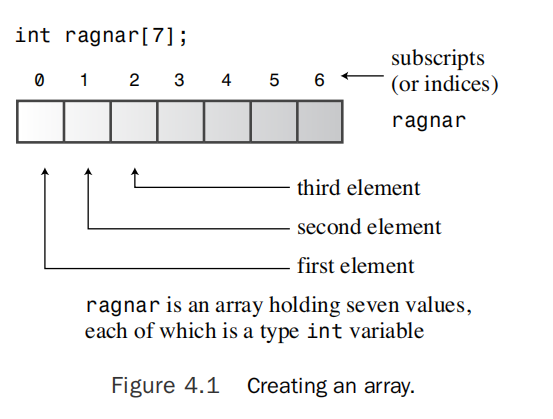 int ragnar[7];
0 1 2 3 4 5 6
subscripts
(or indices)
ragnar
third element
second element
first element
ragnar is an array holding seven values,
each of which is a type int variable
Figure 4.1 Creating an array.